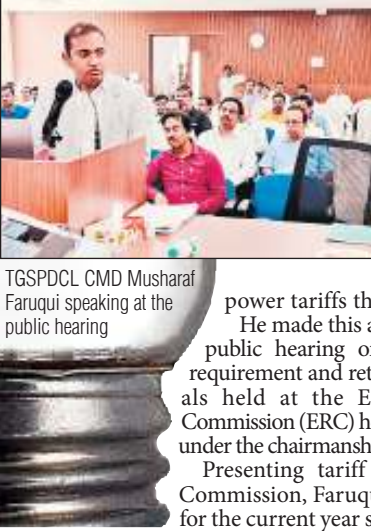 TGSPDCL CMD Musharaf
Faruqui speaking at the
public hearing
power tariffs th
He made this a
public hearing o
requirement and ret
als held at the E
Commission (ERC) h
under the chairmansh
Presenting tariff
Commission, Faruqu
for the current year s